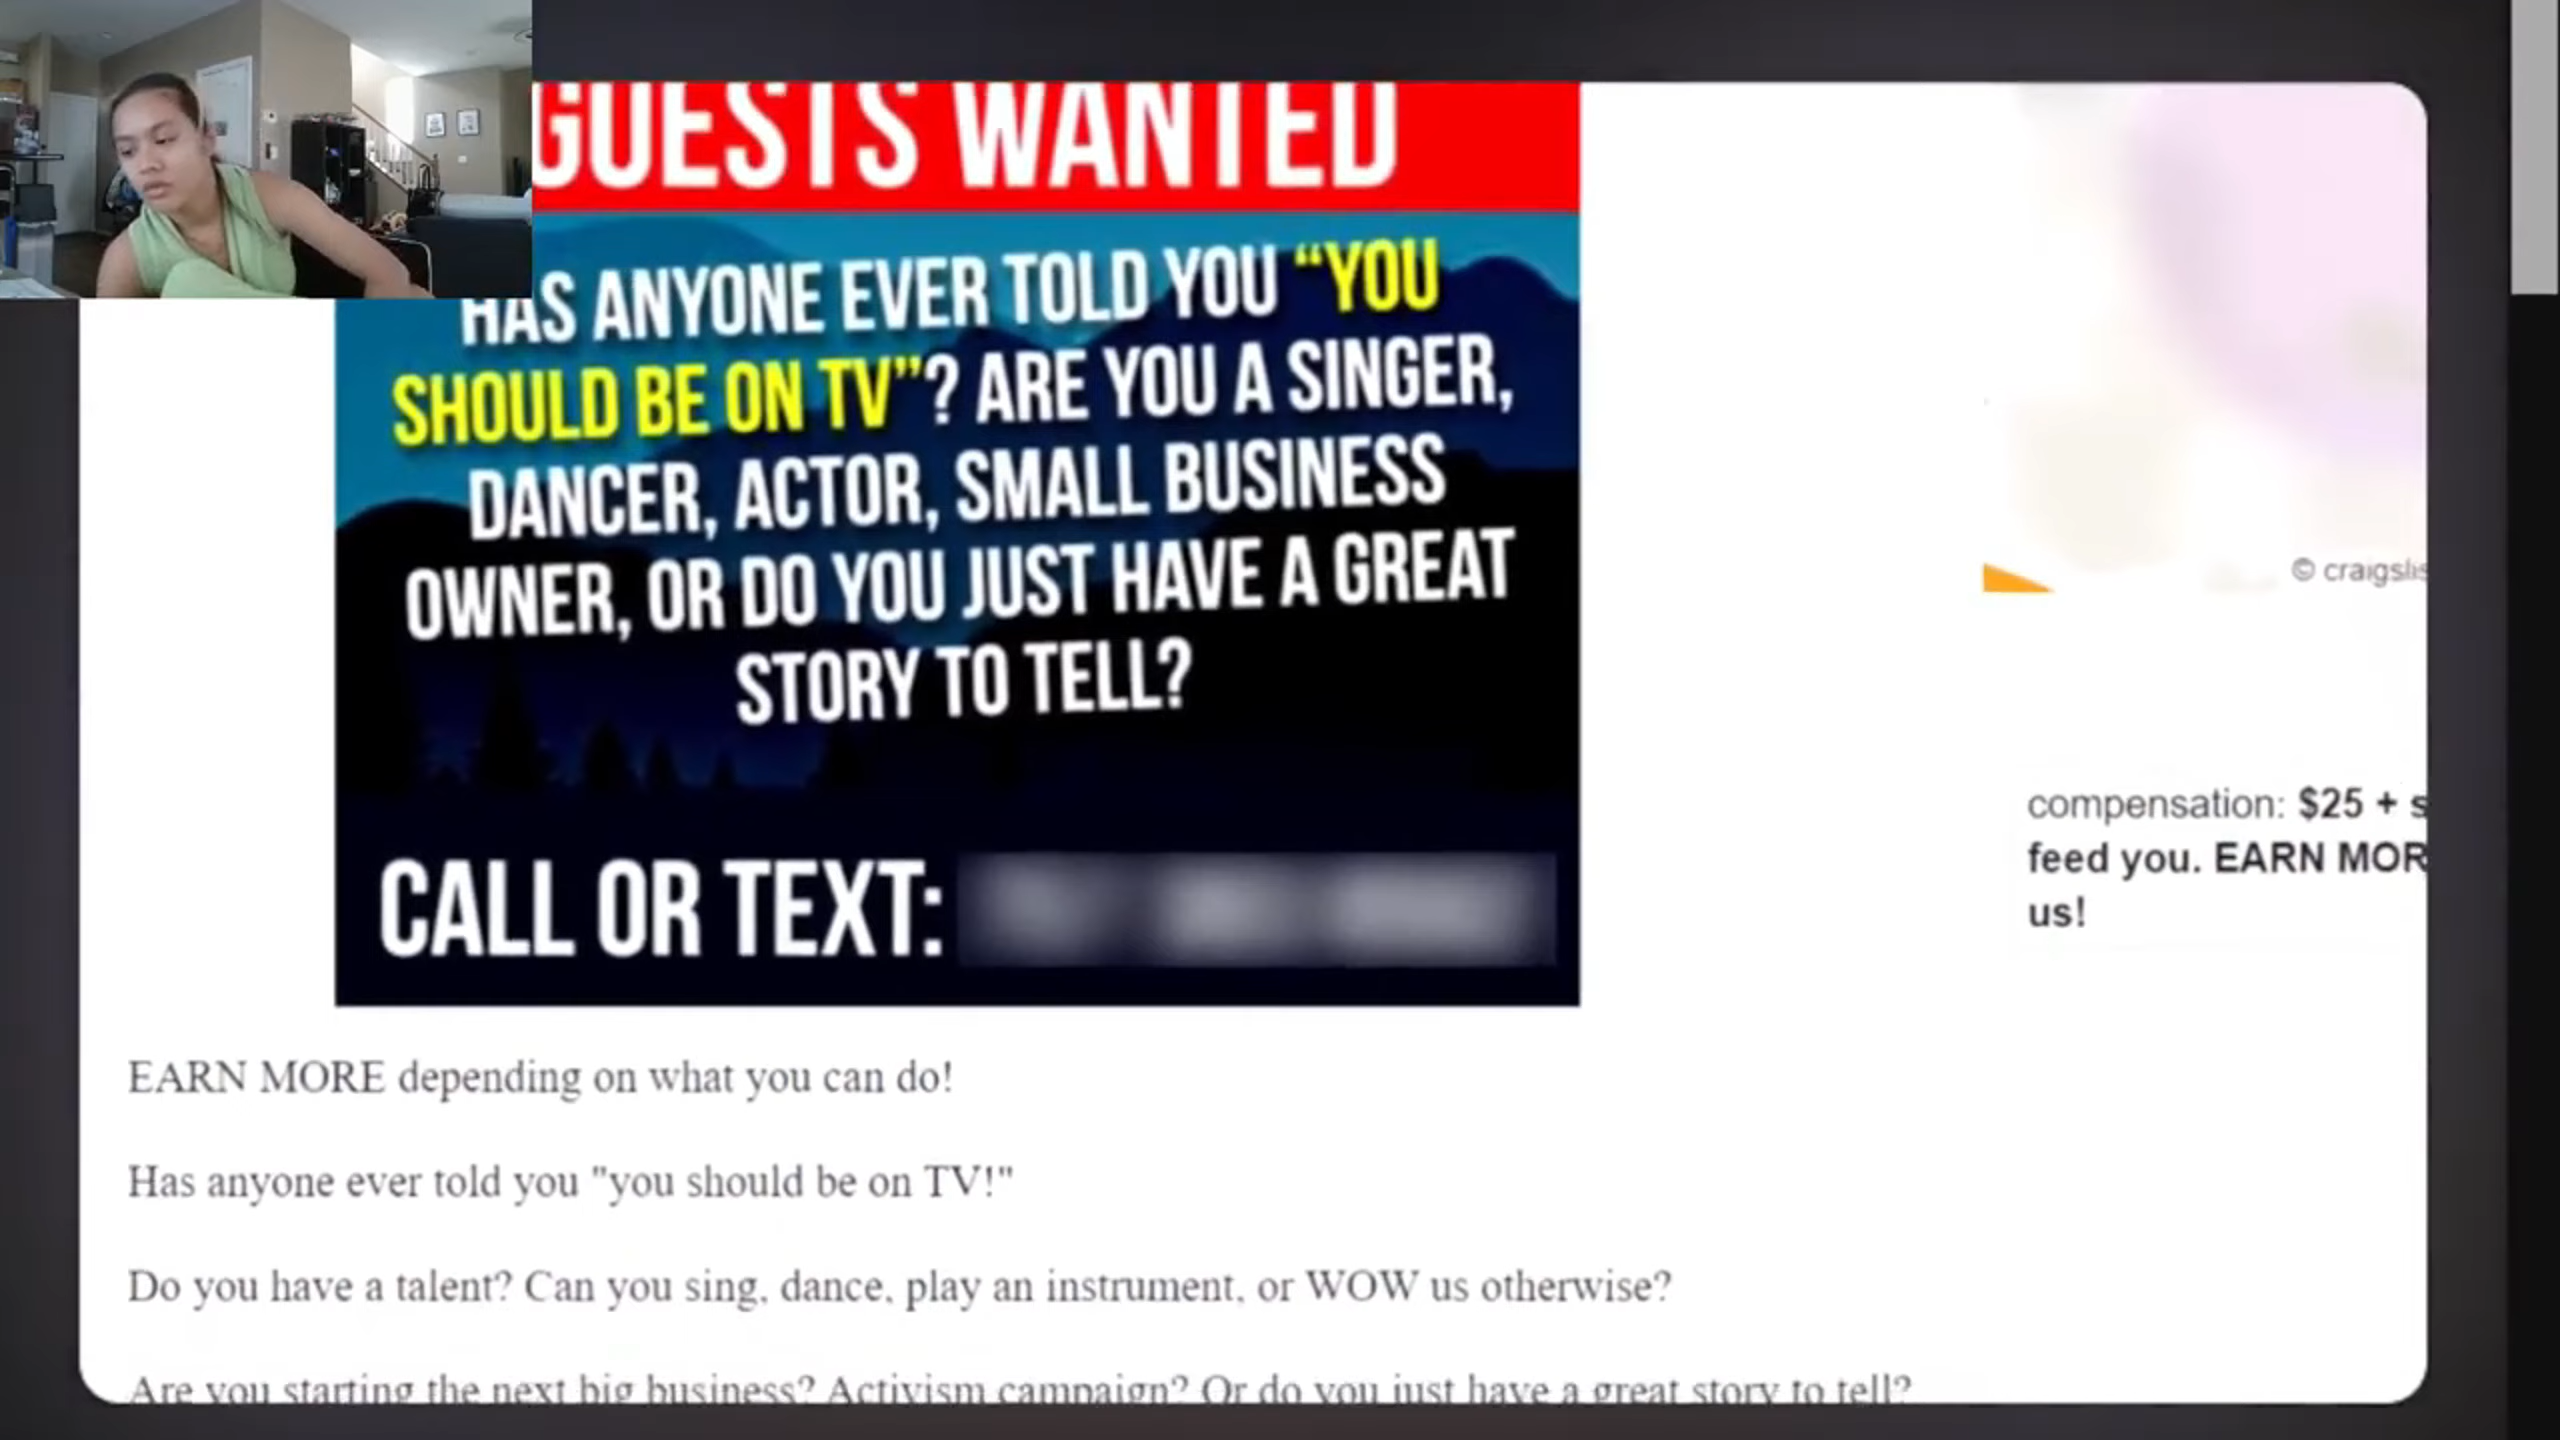 GUESTS WANTED
HAS ANYONE EVER TOLD YOU “YOU
SHOULD BE ON TV”? ARE YOU A SINGER,
DANCER, ACTOR, SMALL BUSINESS
OWNER, OR DO YOU JUST HAVE A GREAT
STORY TO TELL?
CALL OR TEXT:
© craigslis
compensation: $25 + s
feed you. EARN MOR
us!
EARN MORE depending on what you can do!
Has anyone ever told you "you should be on TV!"
Do you have a talent? Can you sing, dance, play an instrument, or WOW us otherwise?
Are you starting the next big business? Activism campaign? Or do you just have a great story to tell?